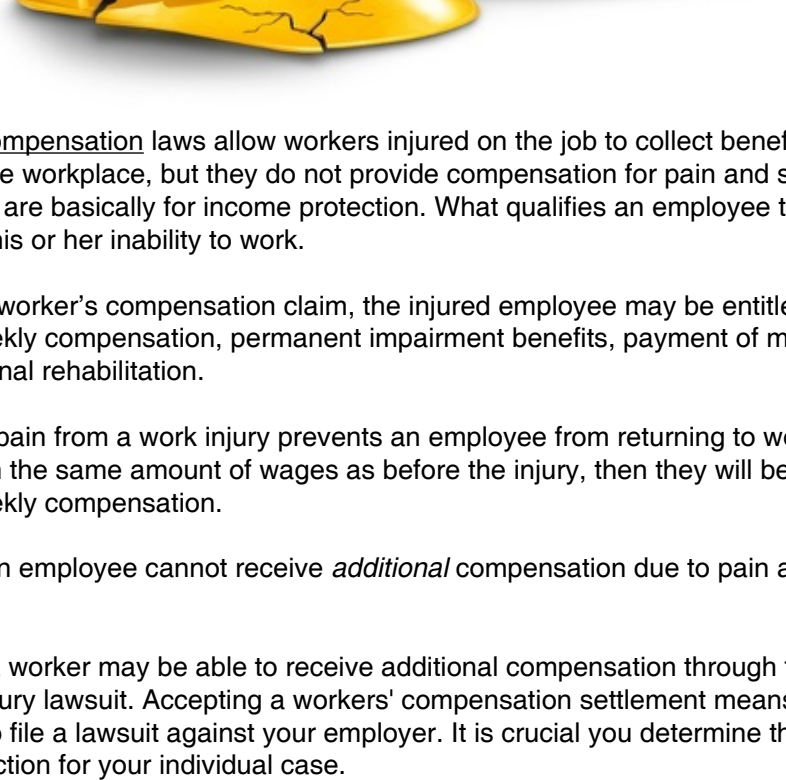 ompensation laws allow workers injured on the job to collect benef
e workplace, but they do not provide compensation for pain and s
are basically for income protection. What qualifies an employee t
his or her inability to work.
worker’s compensation claim, the injured employee may be entitle
ekly compensation, permanent impairment benefits, payment of m
nal rehabilitation.
pain from a work injury prevents an employee from returning to wo
n the same amount of wages as before the injury, then they will be
ekly compensation.
n employee cannot receive additional compensation due to pain a
worker may be able to receive additional compensation through
ury lawsuit. Accepting a workers' compensation settlement means
o file a lawsuit against your employer. It is crucial you determine th
ction for your individual case.